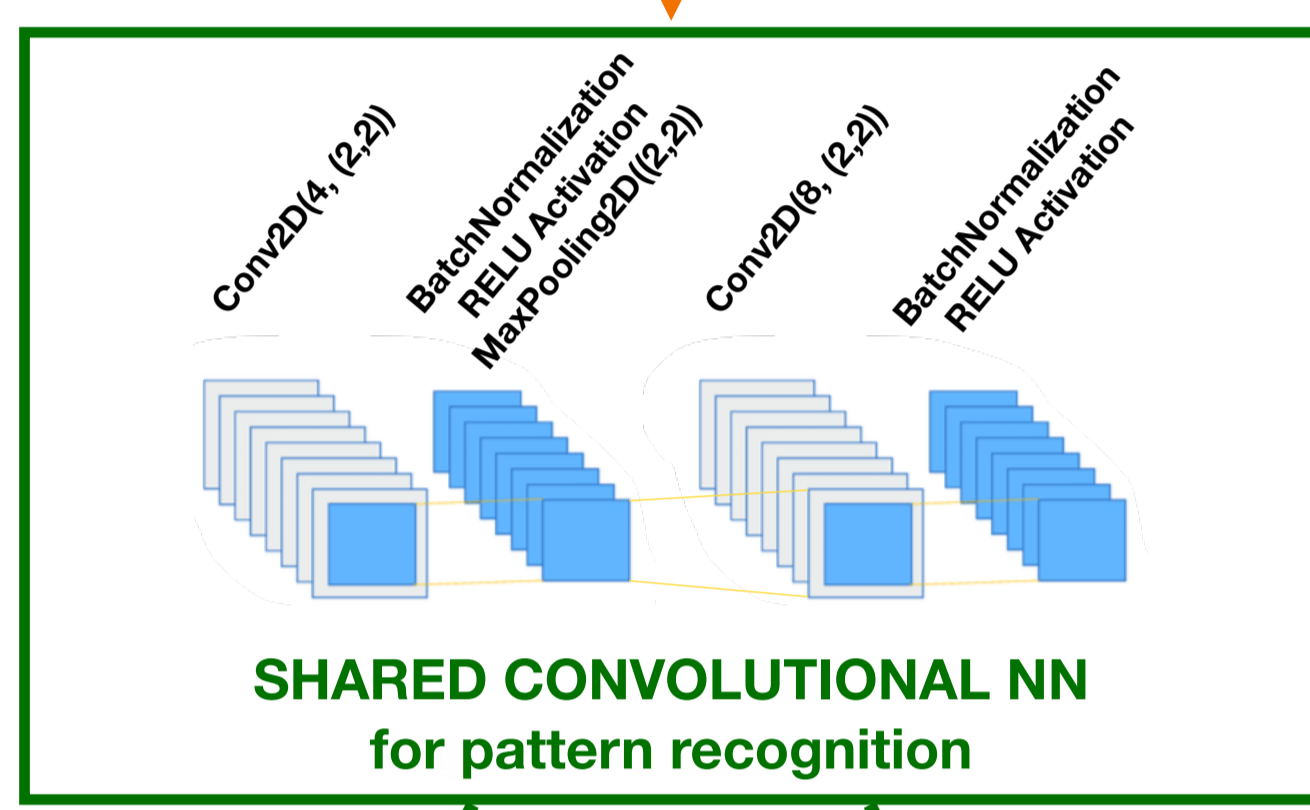 Conv2D(4, (2,2))
BatchNormalization
RELU Activation
MaxPooling2D((2,2))
Conv2D(8, (2,2))
BatchNormalization
RELU Activation
SHARED CONVOLUTIONAL NN
for pattern recognition